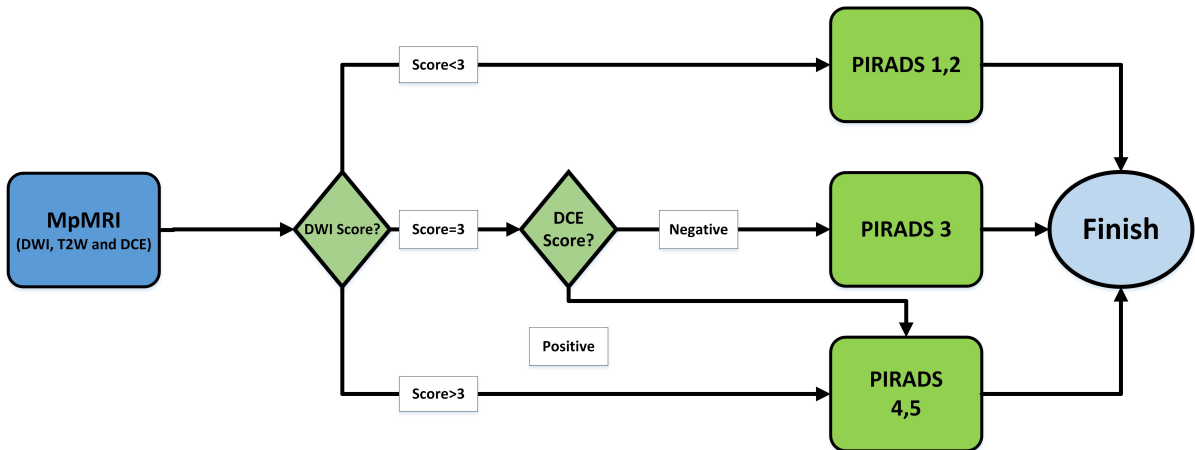 Score<3
PIRADS 1,2
MpMRI
(DWI, T2W and DCE)
DWI Score?
Score=3
DCE
Score?
Negative
PIRADS 3
Finish
Positive
Score>3
PIRADS
4,5